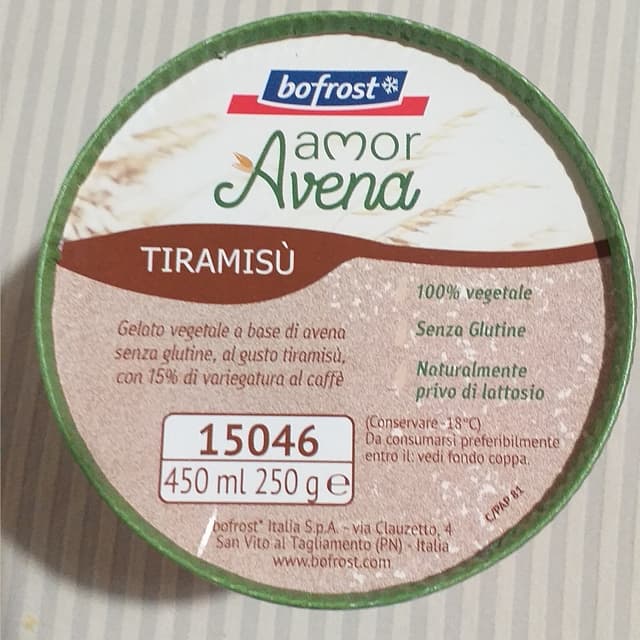 bofrost*
amor
Avena
TIRAMISÙ
100% vegetale
Senza Glutine
Naturalmente
privo di lattosio
Gelato vegetale a base di avena
senza glutine, al gusto tiramisù,
con 15% di variegatura al caffè
15046
450 ml 250 g e
(Conservare -18°C)
Da consumarsi preferibilmente
entro il: vedi fondo coppa.
C/PAP 81
bofrost* Italia S.p.A. - via Clauzetto, 4
San Vito al Tagliamento (PN) - Italia
www.bofrost.com